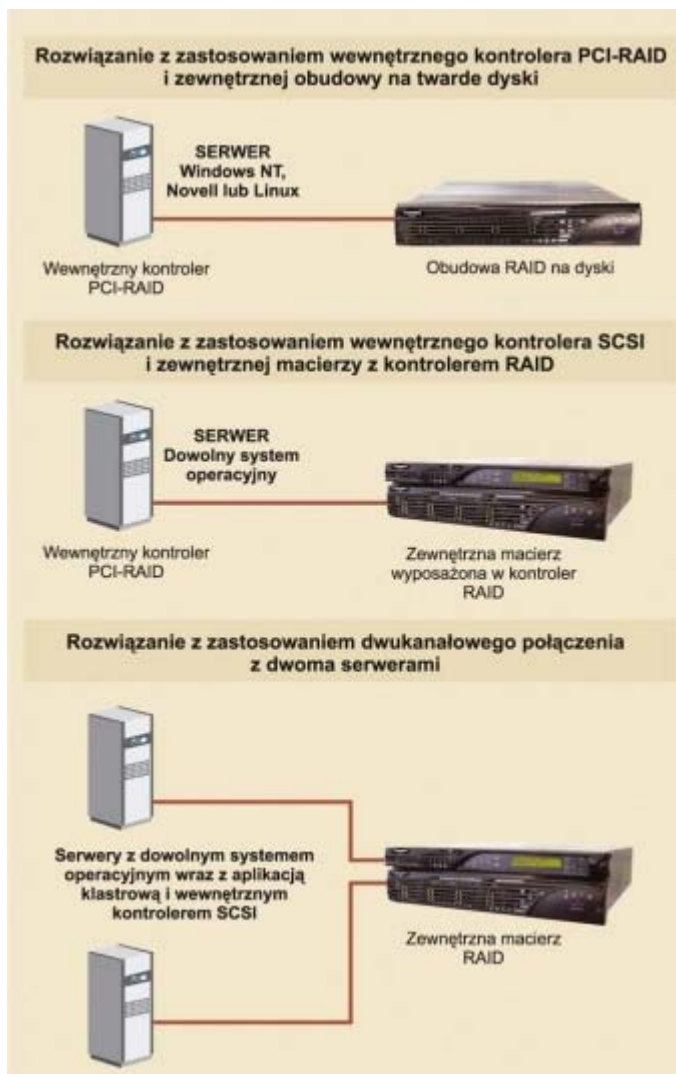 Rozwiązanie z zastosowaniem wewnętrznego kontrolera PCI-RAID
i zewnętrznej obudowy na twarde dyski
SERWER
Windows NT,
Novell lub Linux
Wewnętrzny kontroler
PCI-RAID
Obudowa RAID na dyski
Rozwiązanie z zastosowaniem wewnętrznego kontrolera SCSI
i zewnętrznej macierzy z kontrolerem RAID
SERWER
Dowolny system
operacyjny
Wewnętrzny kontroler
PCI-RAID
Zewnętrzna macierz
wyposażona w kontroler
RAID
Rozwiązanie z zastosowaniem dwukanałowego połączenia
z dwoma serwerami
Serwery z dowolnym systemem
operacyjnym wraz z aplikacją
klastrową i wewnętrznym
kontrolerem SCSI
Zewnętrzna macierz
RAID